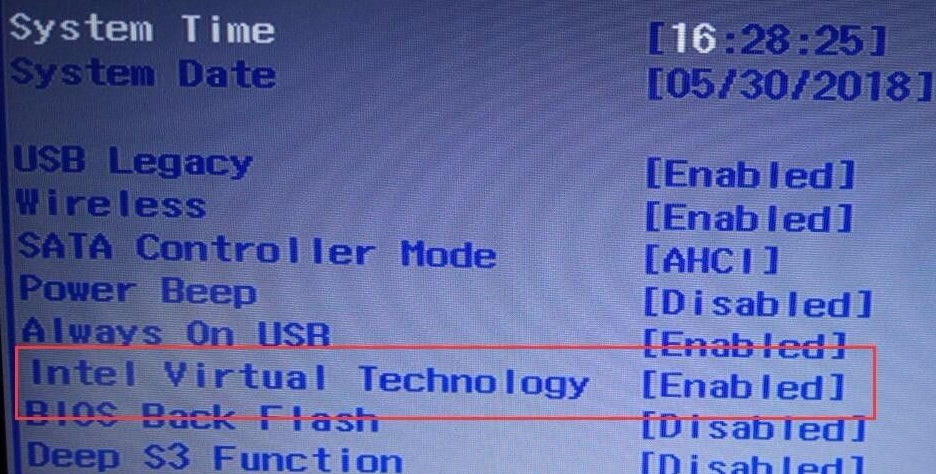 System Time [16:28:25]
System Date [05/30/2018]
USB Legacy [Enabled]
Wireless [Enabled]
SATA Controller Mode [AHCI]
Power Beep [Disabled]
Always On USB [Enabled]
Intel Virtual Technology [Enabled]
BIOS Back Flash [Disabled]
Deep S3 Function [Disabled]